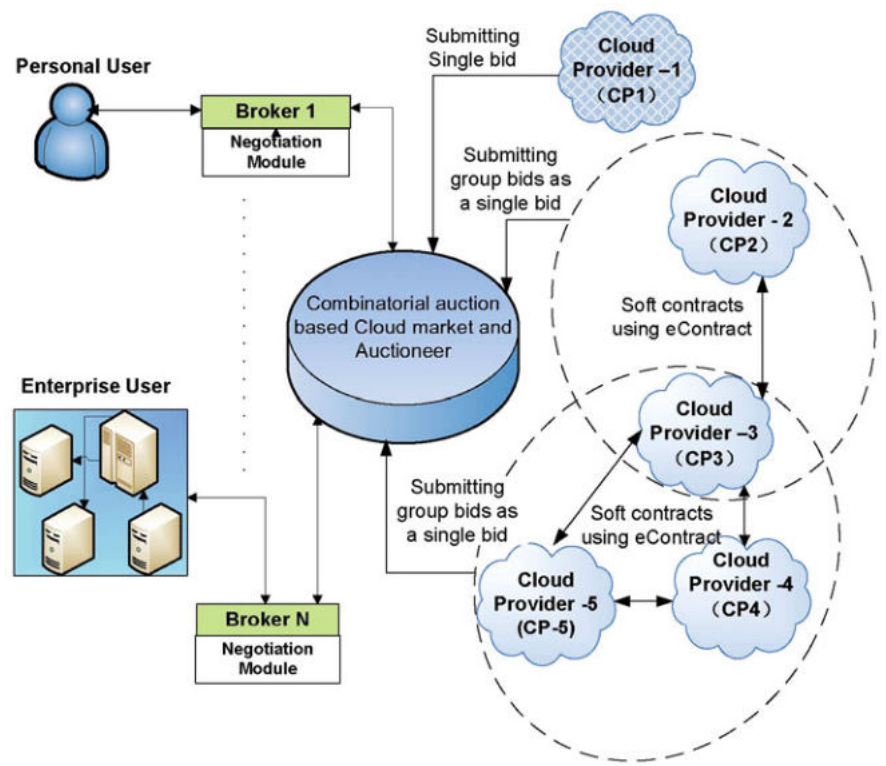 Personal User
Broker 1
Negotiation
Module
Submitting
Single bid
Cloud
Provider –1
(CP1)
Submitting
group bids as
a single bid
Cloud
Provider - 2
(CP2)
Combinatorial auction
based Cloud market and
Auctioneer
Soft contracts
using eContract
Enterprise User
Cloud
Provider –3
(CP3)
Submitting
group bids as
a single bid
Soft contracts
using eContract
Cloud
Provider -5
(CP-5)
Cloud
Provider -4
(CP4)
Broker N
Negotiation
Module